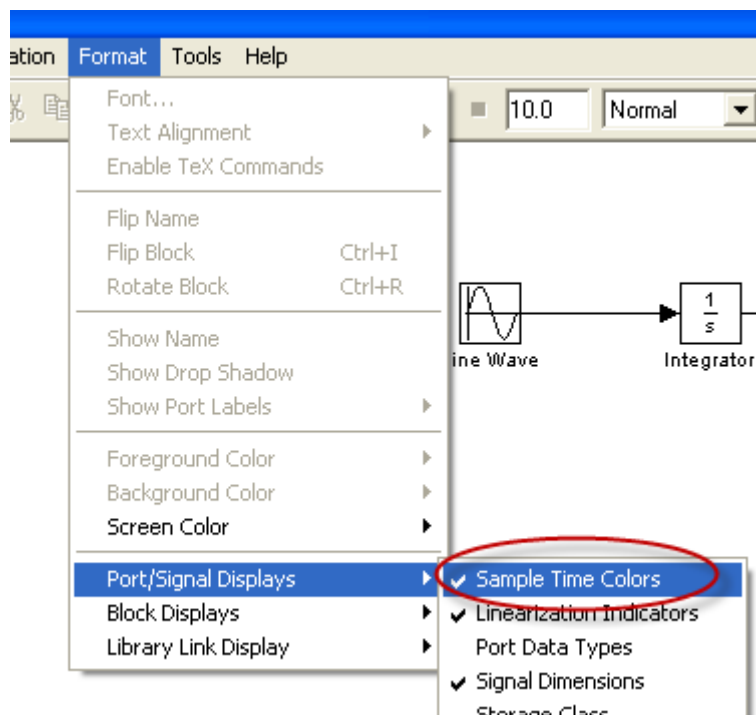 ation Format Tools Help
10.0 Normal
Font...
Text Alignment
Enable TeX Commands
Flip Name
Flip Block Ctrl+I
Rotate Block Ctrl+R
Show Name
Show Drop Shadow
Show Port Labels
Foreground Color
Background Color
Screen Color
Port/Signal Displays
Block Displays
Library Link Display
Sample Time Colors
Linearization Indicators
Port Data Types
Signal Dimensions
Storage Class
1
s
ine Wave
Integrator